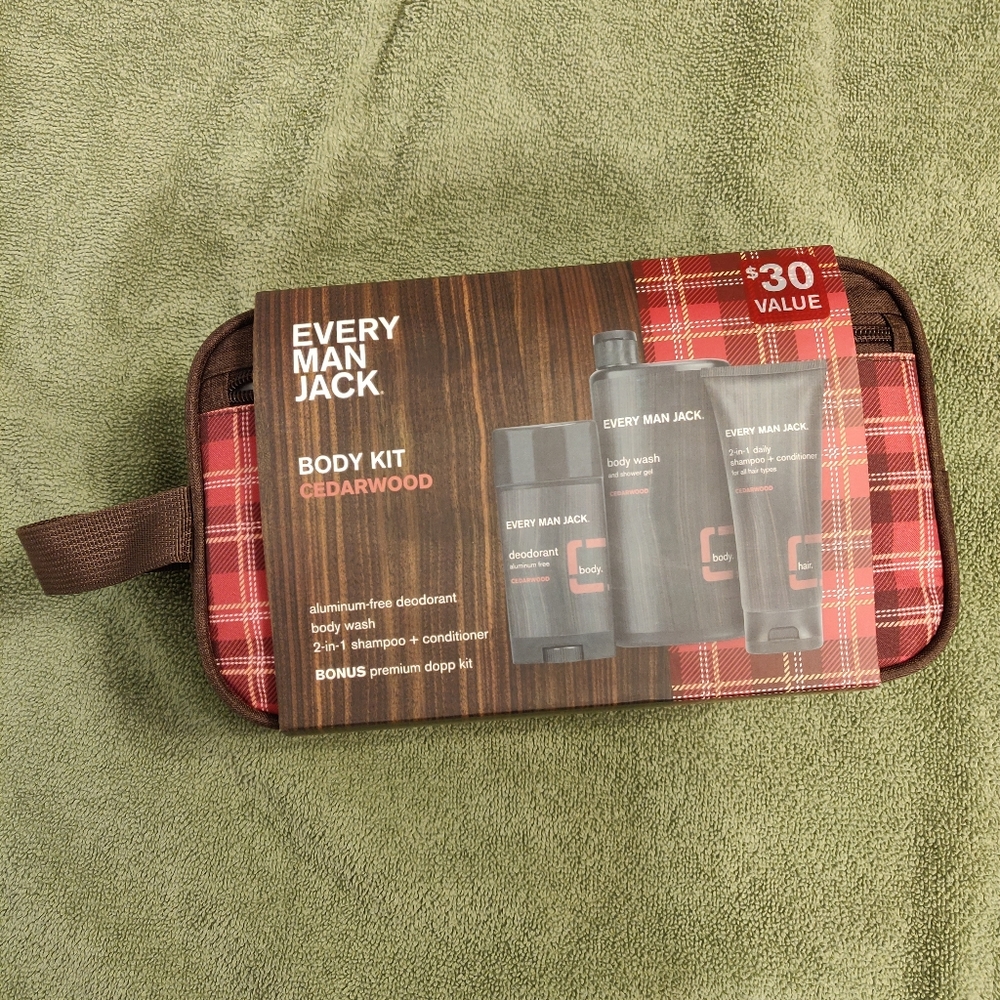 $30
VALUE
EVERY
MAN
JACK.
BODY KIT
CEDARWOOD
aluminum-free deodorant
body wash
2-in-1 shampoo + conditioner
BONUS premium dopp kit
EVERY MAN JACK.
deodorant
aluminum free
CEDARWOOD
body.
EVERY MAN JACK.
body wash
and shower gel
CEDARWOOD
body.
EVERY MAN JACK.
2-in-1 daily
shampoo + conditioner
for all hair types
CEDARWOOD
hair.